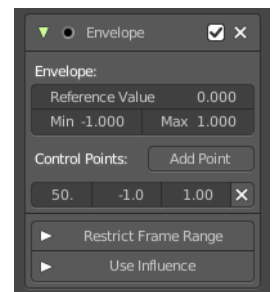 Envelope
Envelope:
Reference Value 0.000
Min -1.000 Max 1.000
Control Points: Add Point
50. -1.0 1.00
Restrict Frame Range
Use Influence